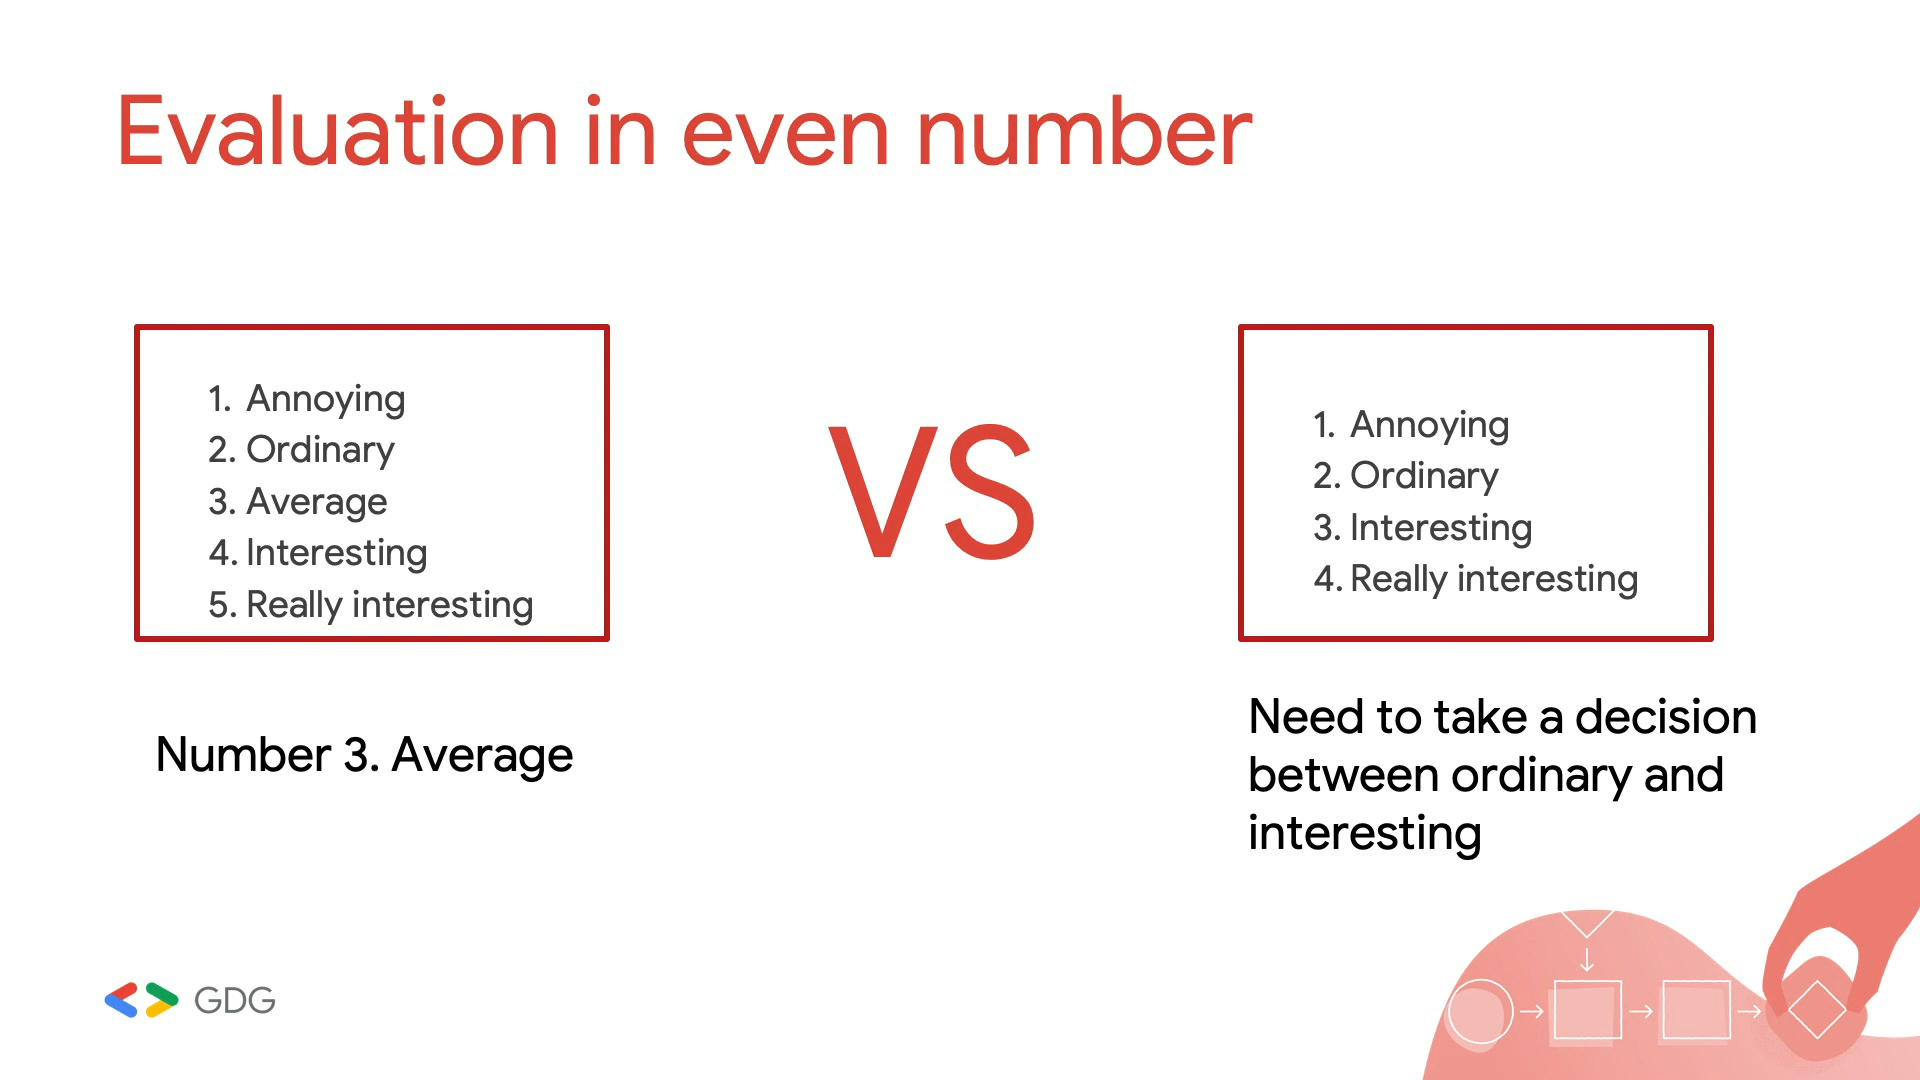 Evaluation in even number
1. Annoying
2. Ordinary
3. Average
4. Interesting
5. Really interesting
Number 3. Average
VS
1. Annoying
2. Ordinary
3. Interesting
4. Really interesting
Need to take a decision
between ordinary and
interesting
GDG